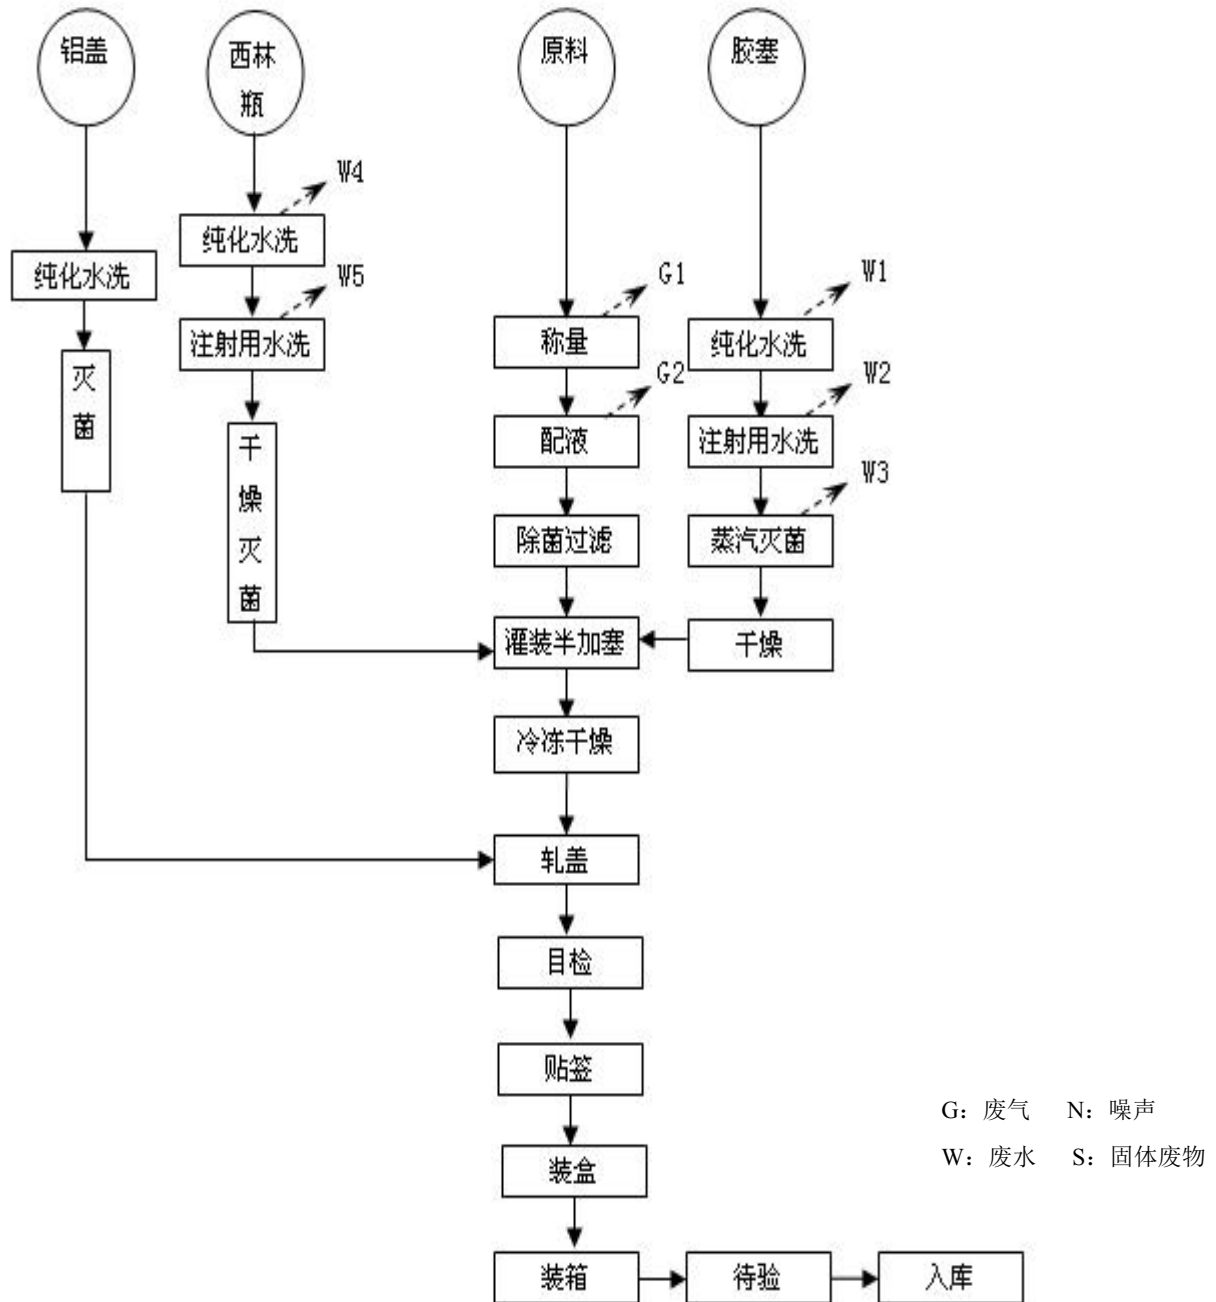 铝盖
西林
瓶
原料
胶塞
W4
纯化水洗
W5
纯化水洗
注射用水洗
G1
W1
称量
纯化水洗
灭
菌
G2
W2
配液
注射用水洗
干
燥
灭
菌
W3
除菌过滤
蒸汽灭菌
灌装半加塞
干燥
冷冻干燥
轧盖
目检
贴签
G：废气 N：噪声
W：废水 S：固体废物
装盒
装箱
待验
入库